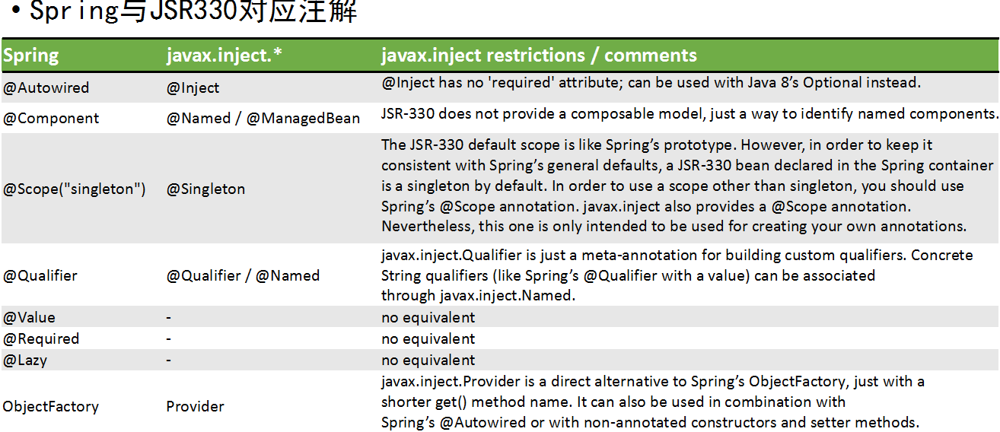 • Spring与JSR330对应注解
Spring javax.inject.* javax.inject restrictions / comments
@Autowired @Inject @Inject has no 'required' attribute; can be used with Java 8’s Optional instead.
@Component @Named / @ManagedBean JSR-330 does not provide a composable model, just a way to identify named components.
@Scope("singleton") @Singleton The JSR-330 default scope is like Spring’s prototype. However, in order to keep it
consistent with Spring’s general defaults, a JSR-330 bean declared in the Spring container
is a singleton by default. In order to use a scope other than singleton, you should use
Spring’s @Scope annotation. javax.inject also provides a @Scope annotation.
Nevertheless, this one is only intended to be used for creating your own annotations.
@Qualifier @Qualifier / @Named javax.inject.Qualifier is just a meta-annotation for building custom qualifiers. Concrete
String qualifiers (like Spring’s @Qualifier with a value) can be associated
through javax.inject.Named.
@Value - no equivalent
@Required - no equivalent
@Lazy - no equivalent
ObjectFactory Provider javax.inject.Provider is a direct alternative to Spring’s ObjectFactory, just with a
shorter get() method name. It can also be used in combination with
Spring’s @Autowired or with non-annotated constructors and setter methods.